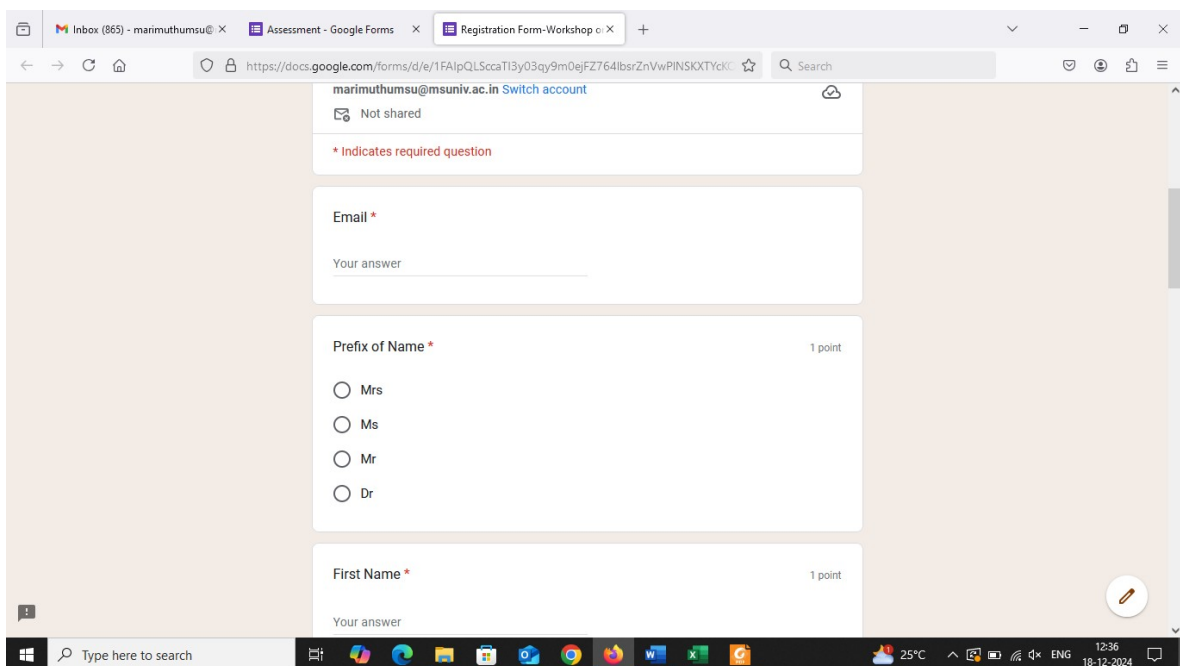 Inbox (865) - marimuthumsu@
Assessment - Google Forms
Registration Form-Workshop o
https://docs.google.com/forms/d/e/1FAIpQLSccaTI3y03qy9m0ejFZ764IbsrZnVwPINSKXTYcKC
Search
marimuthumsu@msuniv.ac.in Switch account
Not shared
* Indicates required question
Email *
Your answer
Prefix of Name *
1 point
Mrs
Ms
Mr
Dr
First Name *
1 point
Your answer
Type here to search
25°C
ENG
12:36
18-12-2024